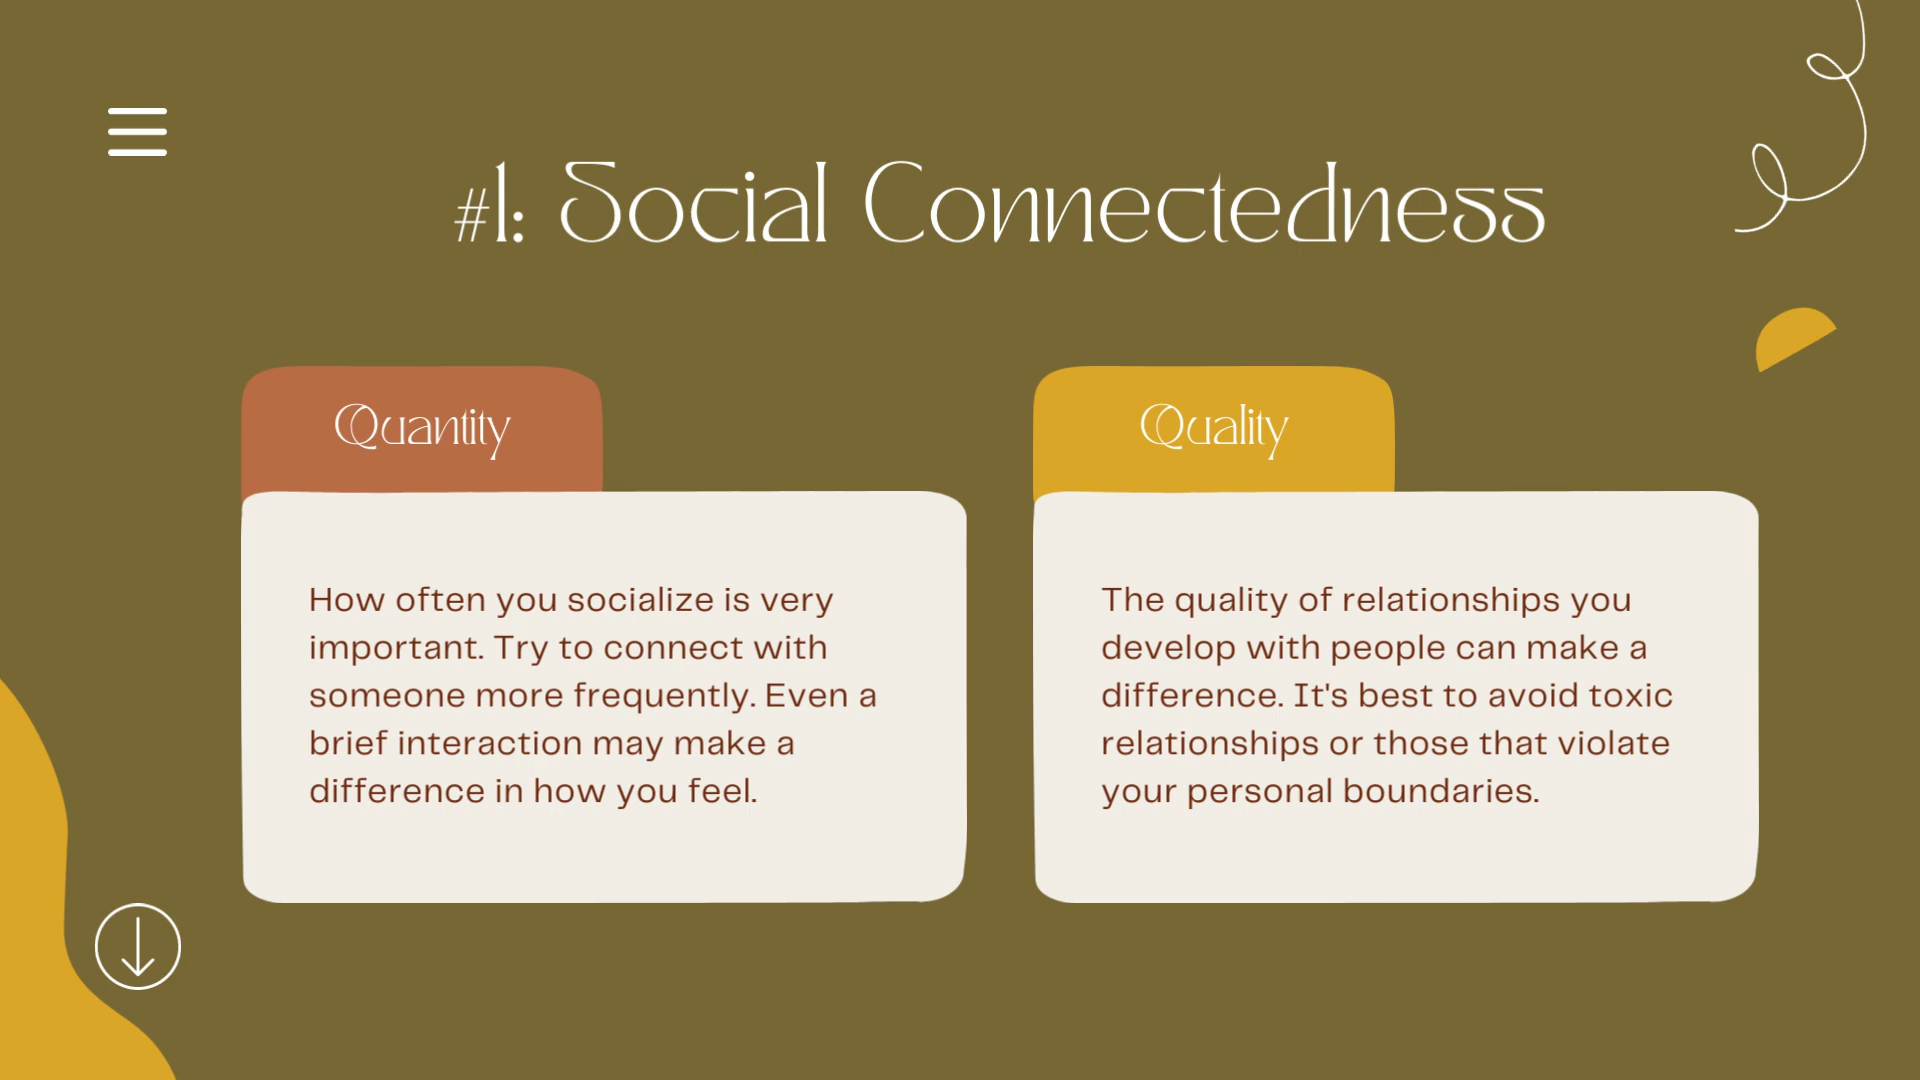 #1: Social Connectedness
Quantity
How often you socialize is very
important. Try to connect with
someone more frequently. Even a
brief interaction may make a
difference in how you feel.
Quality
The quality of relationships you
develop with people can make a
difference. It's best to avoid toxic
relationships or those that violate
your personal boundaries.